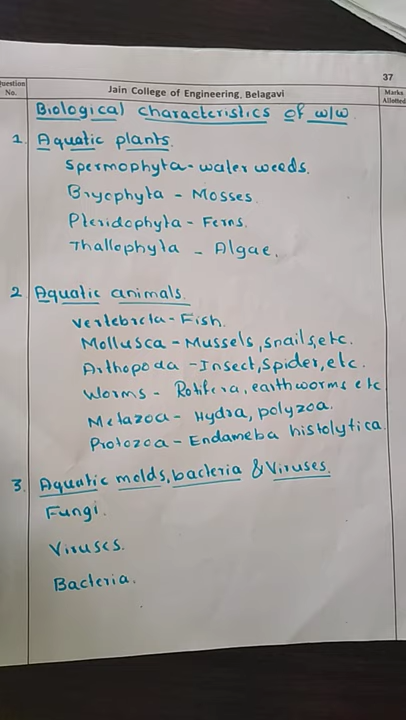 37
Question No.
Jain College of Engineering, Belagavi
Marks Allotted
Biological characteristics of w/w
1. Aquatic plants.
Spermophyta - water weeds.
Bryophyta - Mosses.
Pteridophyta - Ferns.
Thallophyta - Algae.
2 Aquatic animals.
Vertebreta - Fish.
Mollusca - Mussels, snails, etc.
Arthopoda - Insect, Spider, etc.
Worms - Rotifera, earthworms etc
Metazoa - Hydra, polyzoa.
Protozoa - Endameba histolytica.
3. Aquatic molds, bacteria & Viruses.
Fungi.
Viruses.
Bacteria.